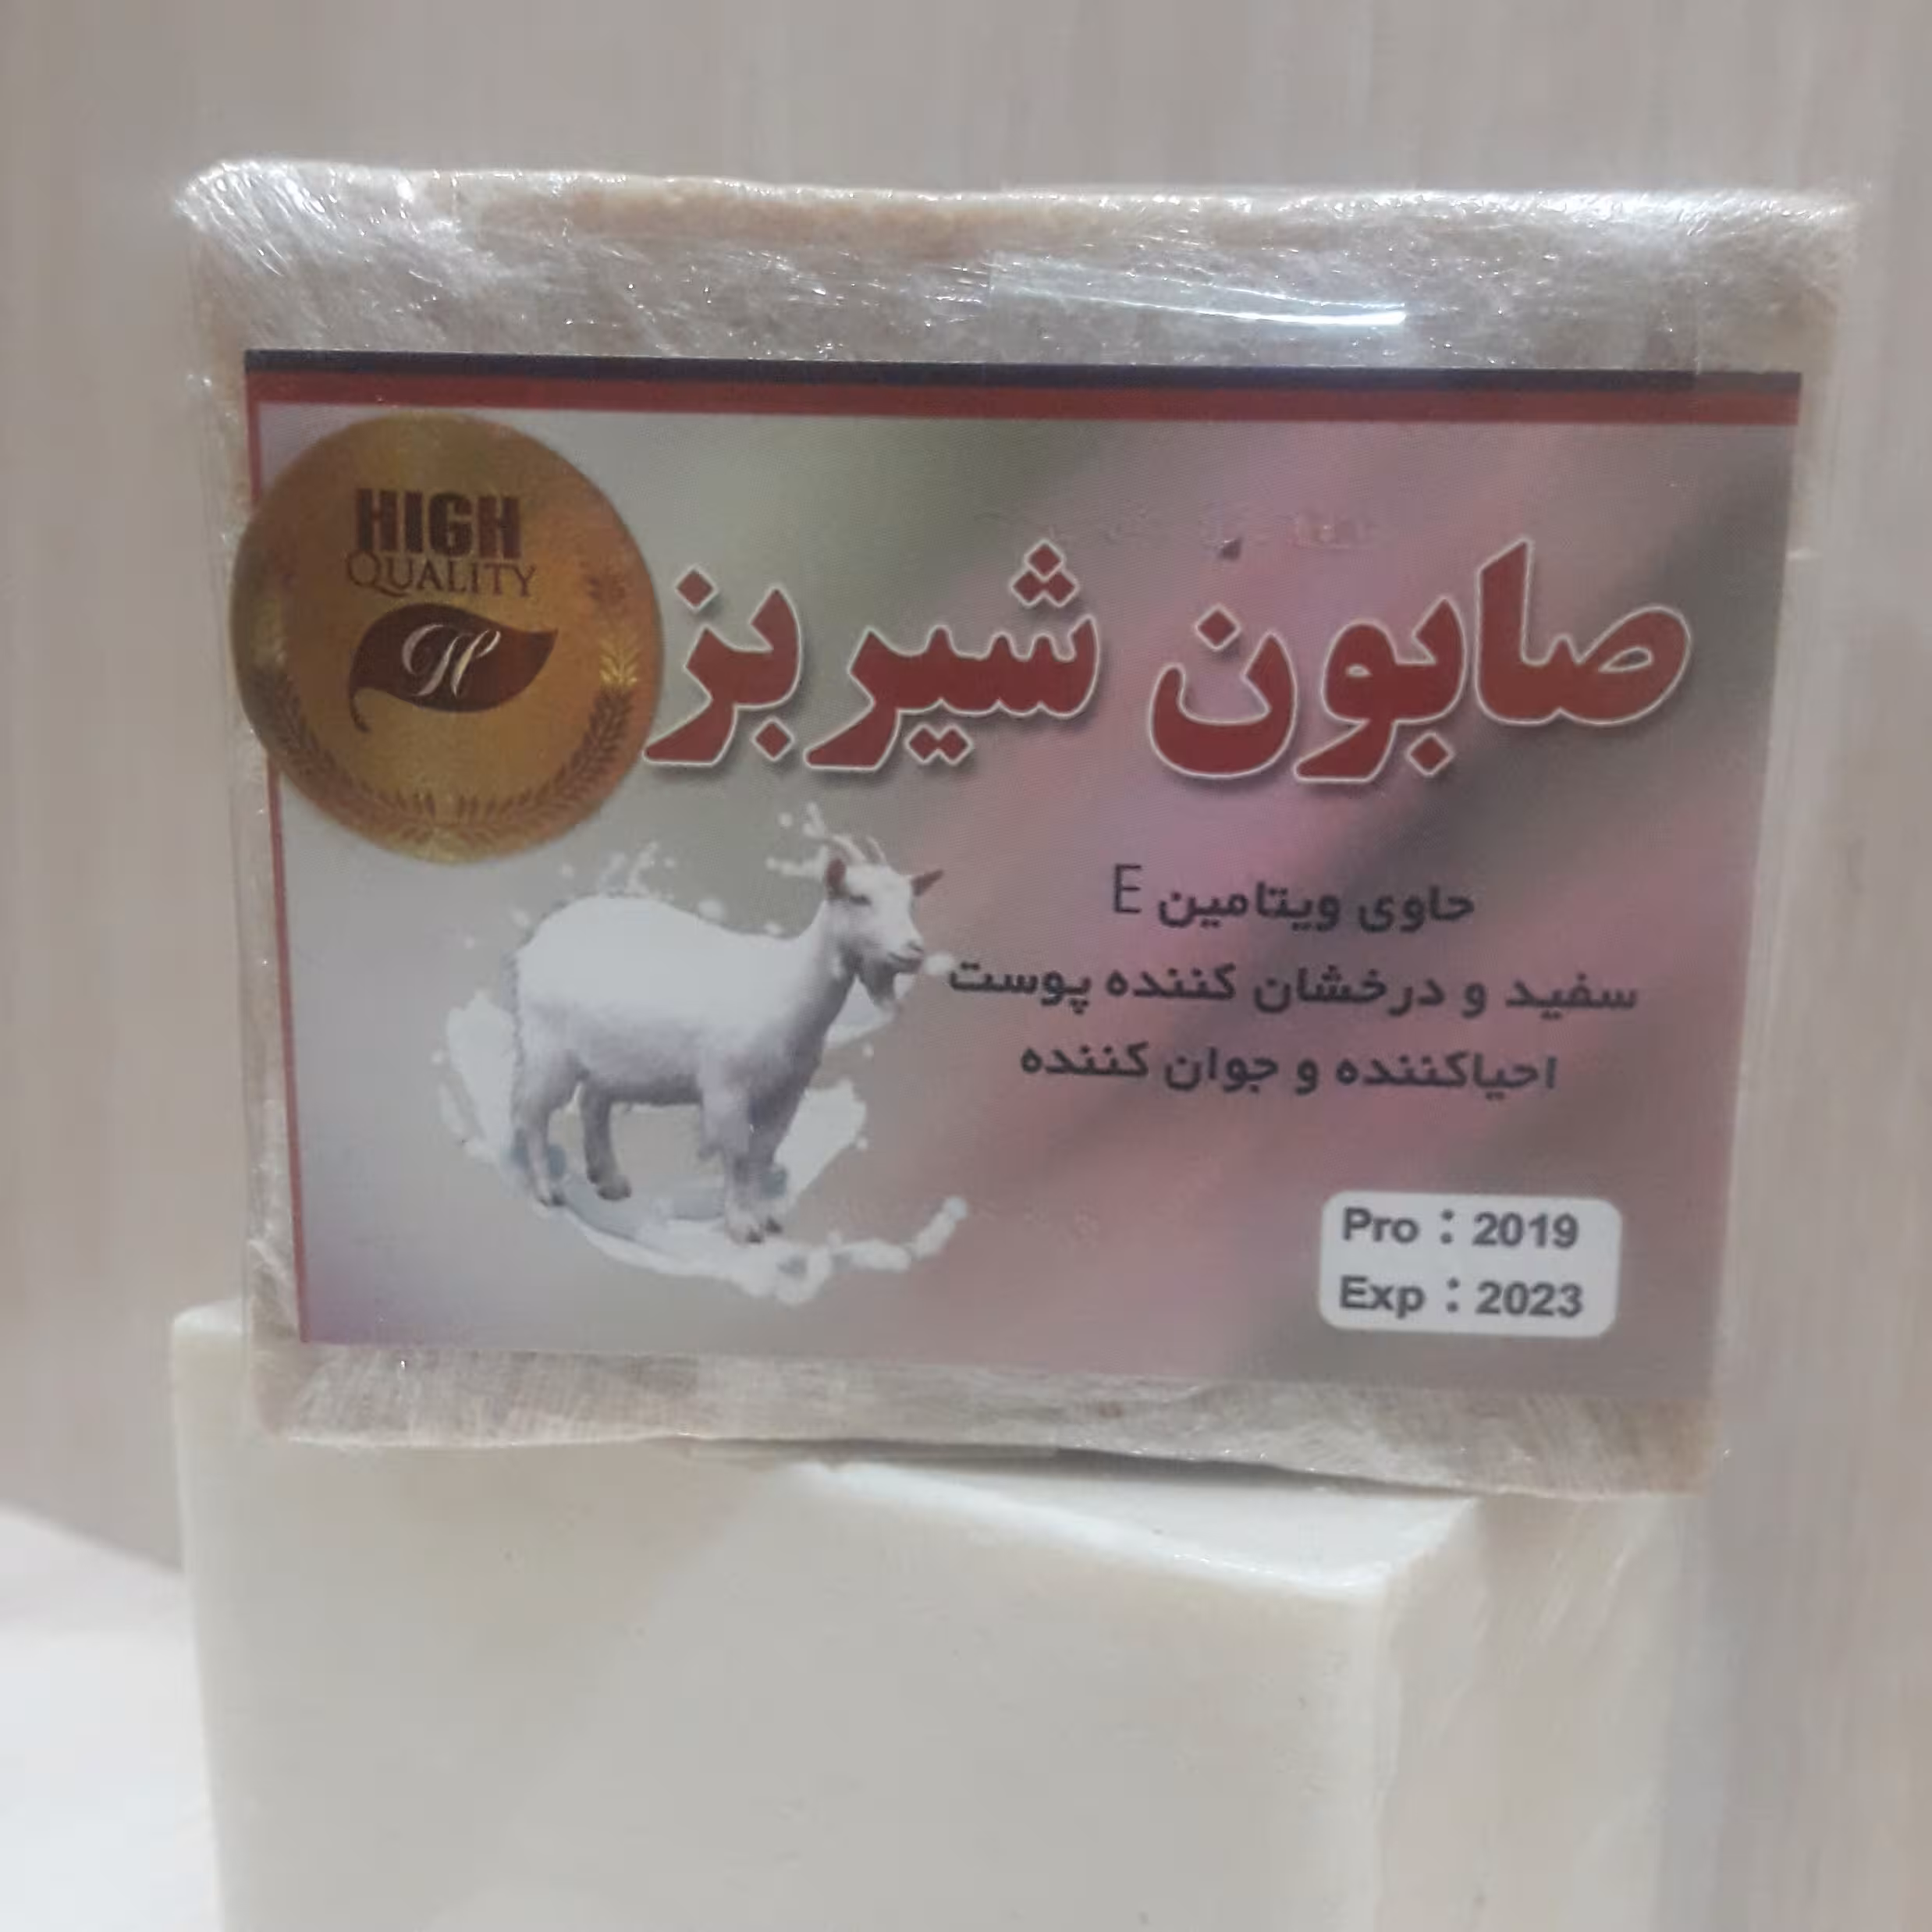 HIGH
QUALITY
H
صابون شیربز
حاوی ویتامین E
سفید و درخشان کننده پوست
احیاکننده و جوان کننده
Pro : 2019
Exp : 2023